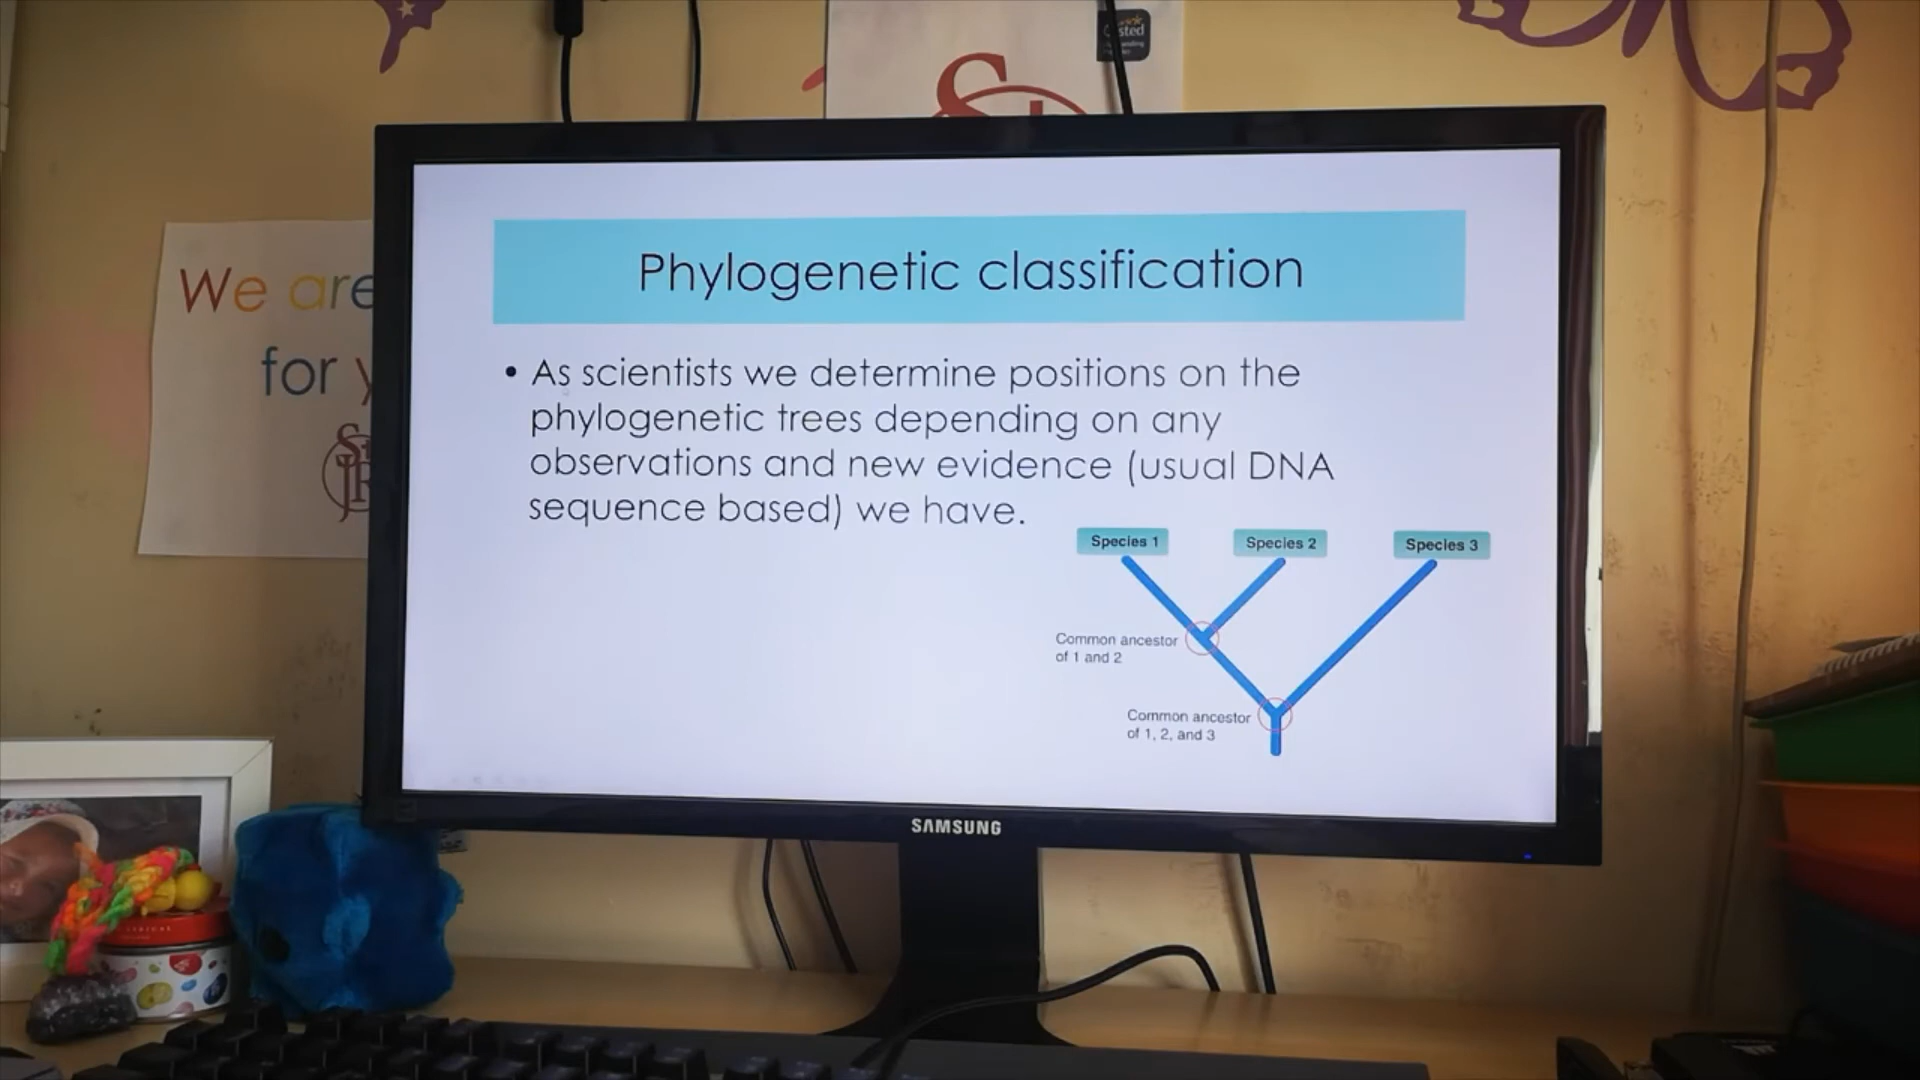 sted
We are
for
Phylogenetic classification
• As scientists we determine positions on the
phylogenetic trees depending on any
observations and new evidence (usual DNA
sequence based) we have.
Species 1
Species 2
Species 3
Common ancestor
of 1 and 2
Common ancestor
of 1, 2, and 3
SAMSUNG